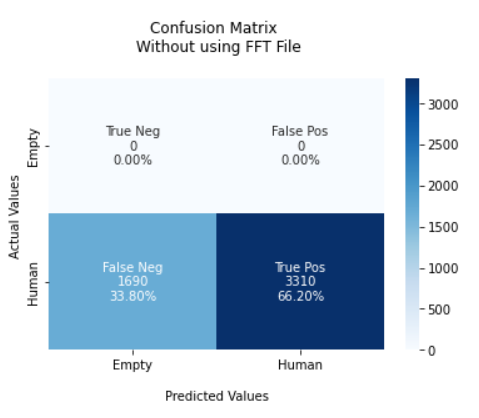 Confusion Matrix
Without using FFT File
Actual Values
Empty
Human
True Neg
0
0.00%
False Pos
0
0.00%
False Neg
1690
33.80%
True Pos
3310
66.20%
Empty
Human
Predicted Values
3000
2500
2000
1500
1000
500
0